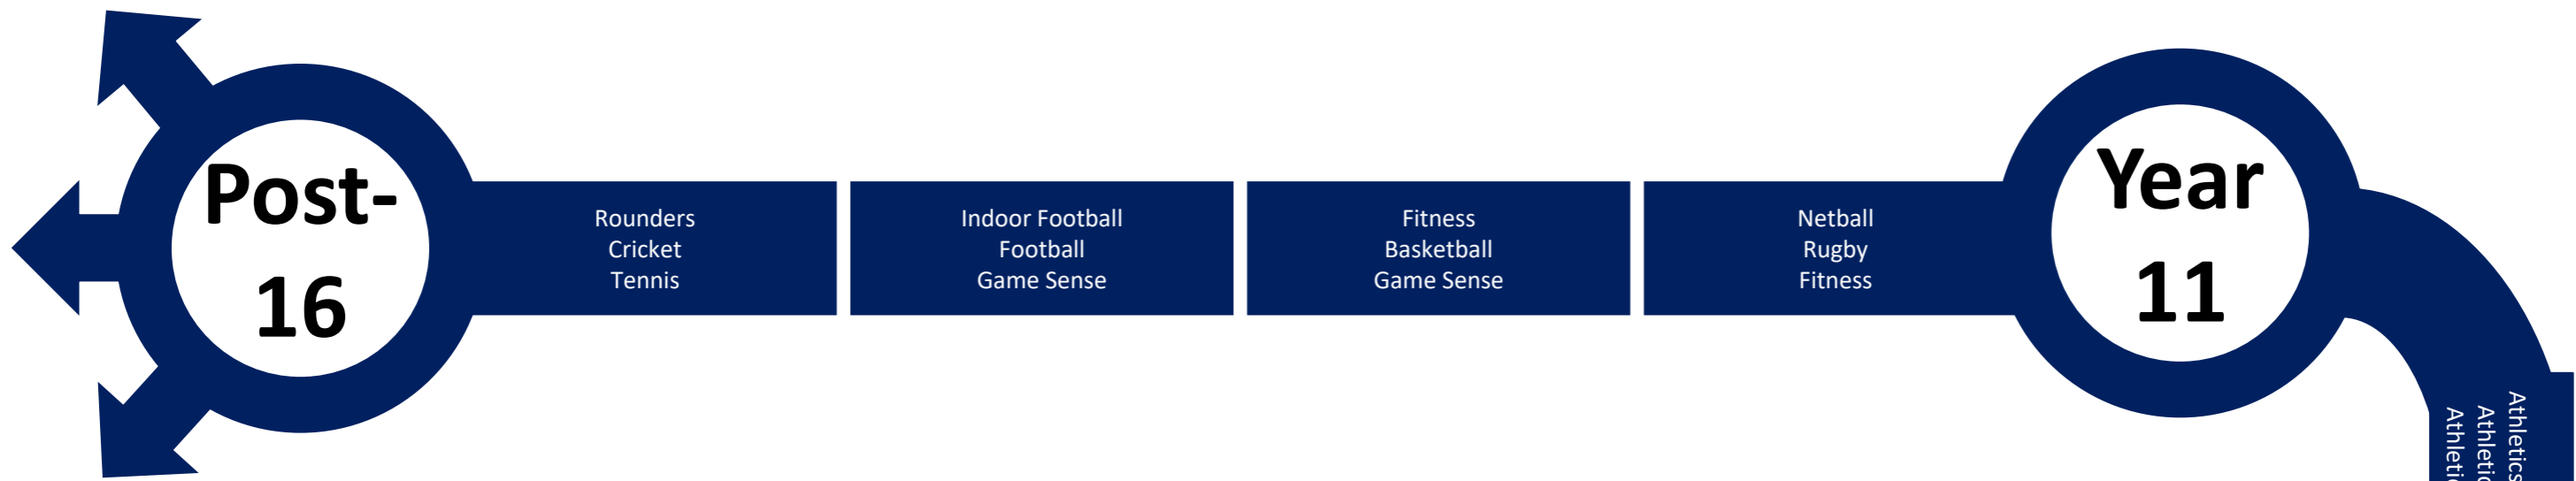 Post-
16
Rounders
Cricket
Tennis
Indoor Football
Football
Game Sense
Fitness
Basketball
Game Sense
Netball
Rugby
Fitness
Year
11
Athletics